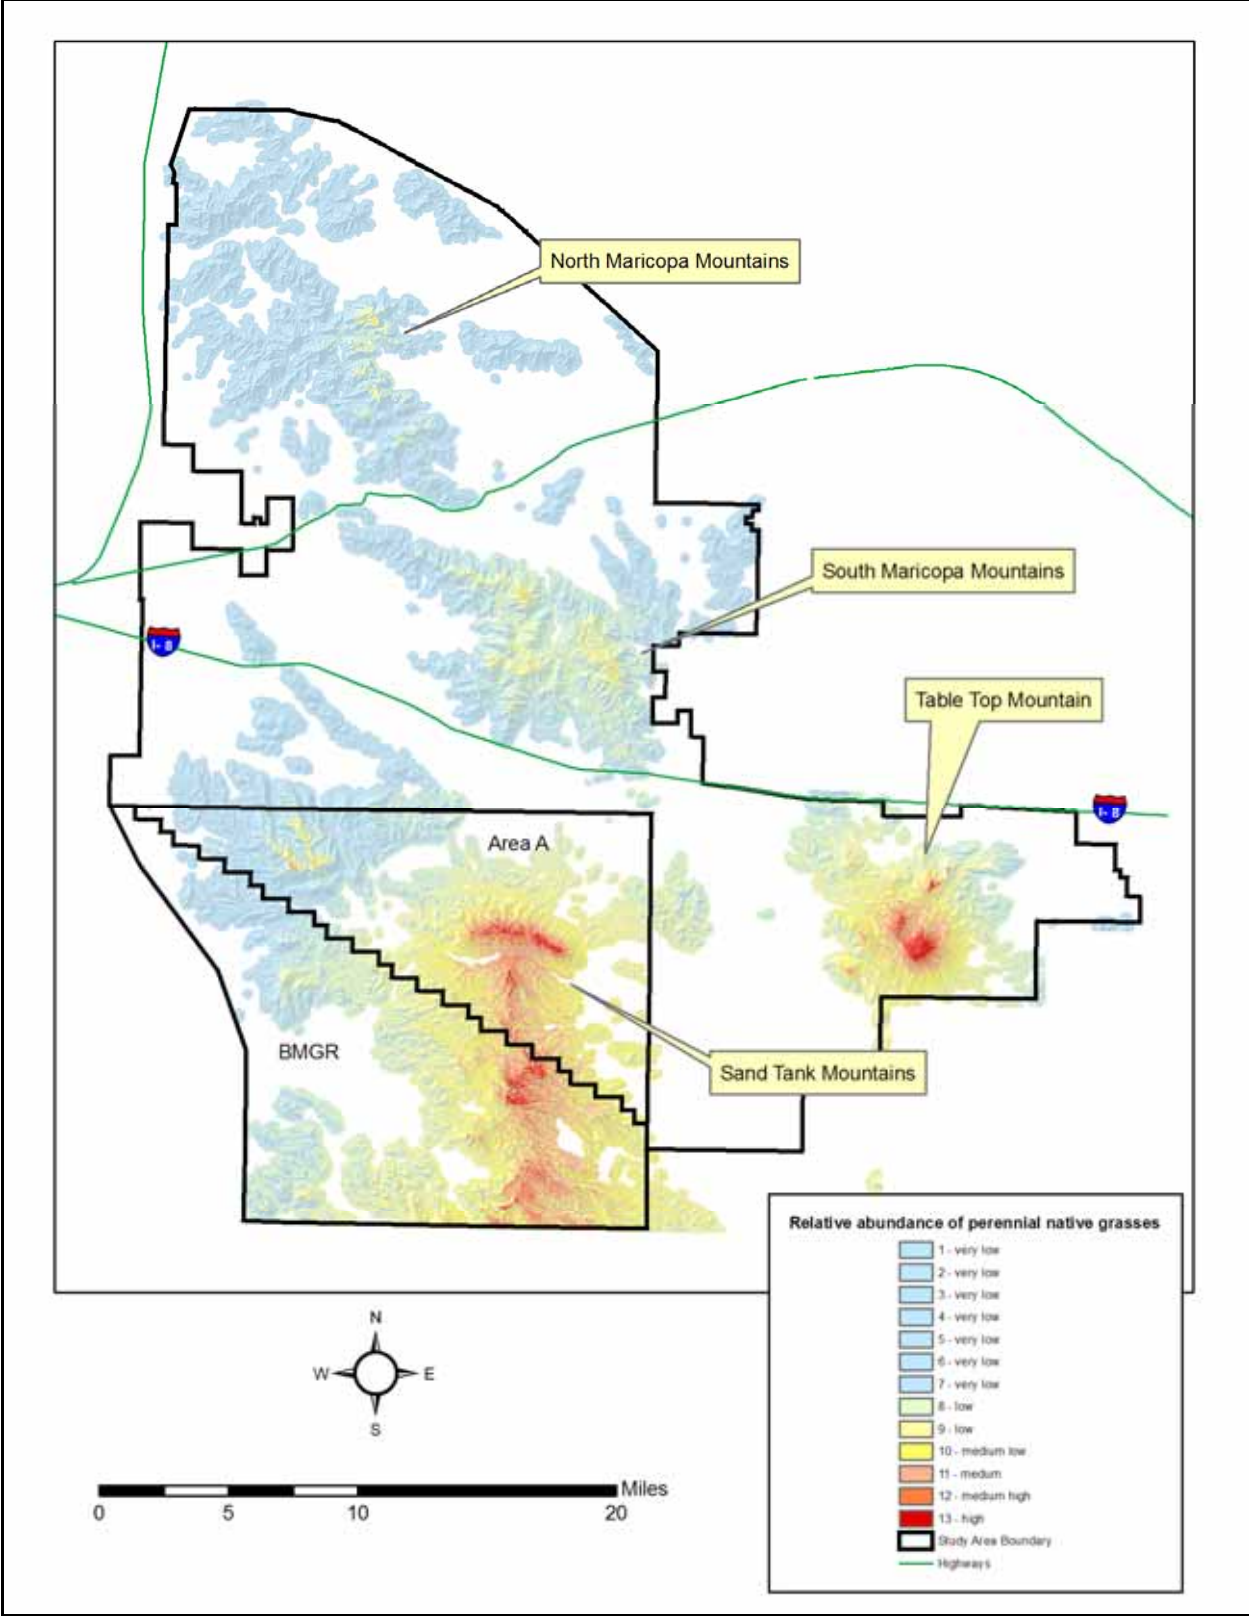 North Maricopa Mountains
South Maricopa Mountains
I-8
Table Top Mountain
I-8
Area A
BMGR
Sand Tank Mountains
Relative abundance of perennial native grasses
1 - very low
2 - very low
3 - very low
4 - very low
5 - very low
6 - very low
7 - very low
8 - low
9 - low
10 - medium low
11 - medium
12 - medium high
13 - high
Study Area Boundary
Highways
N
W E
S
Miles
0 5 10 20